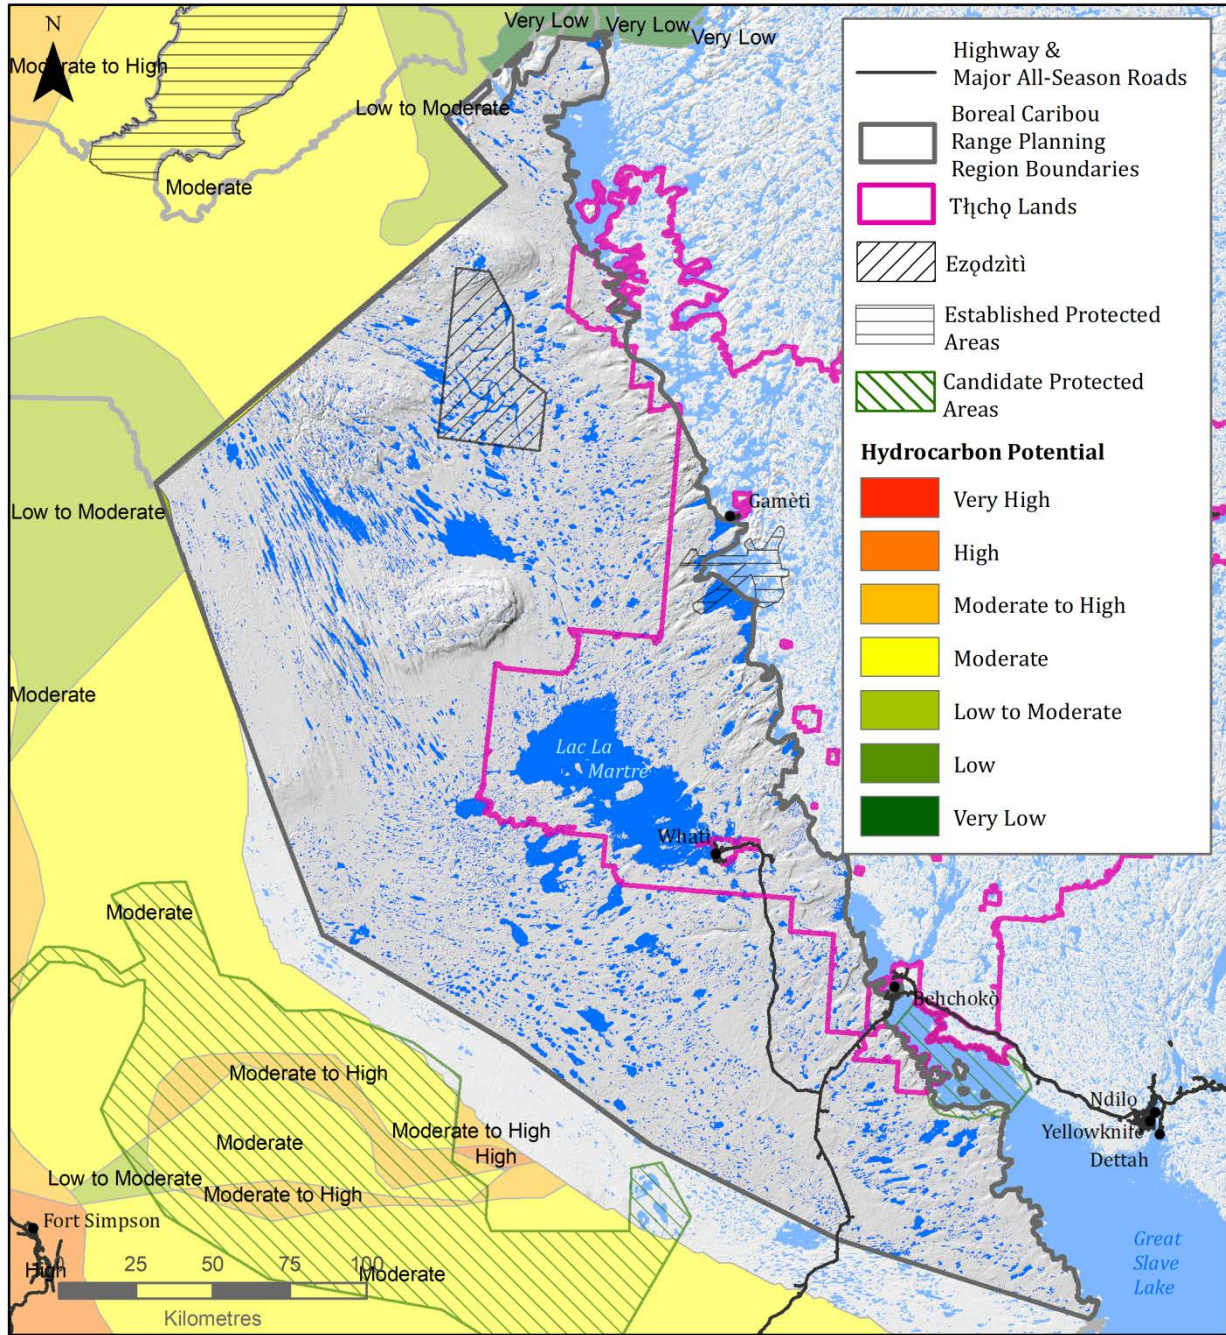 N
Very Low
Very Low
Very Low
Moderate to High
Low to Moderate
Moderate
Highway &
Major All-Season Roads
Boreal Caribou
Range Planning
Region Boundaries
Tłı̨chǫ Lands
Ezǫdzìtì
Established Protected
Areas
Candidate Protected
Areas
Hydrocarbon Potential
Very High
High
Moderate to High
Moderate
Low to Moderate
Low
Very Low
Gamètì
Low to Moderate
Moderate
Lac La
Martre
Whatì
Moderate
Behchokǫ̀
Moderate to High
Moderate to High
Moderate
High
Low to Moderate
Moderate to High
Ndilo
Yellowknife
Dettah
Fort Simpson
High
Moderate
Great
Slave
Lake
0 25 50 75 100
Kilometres